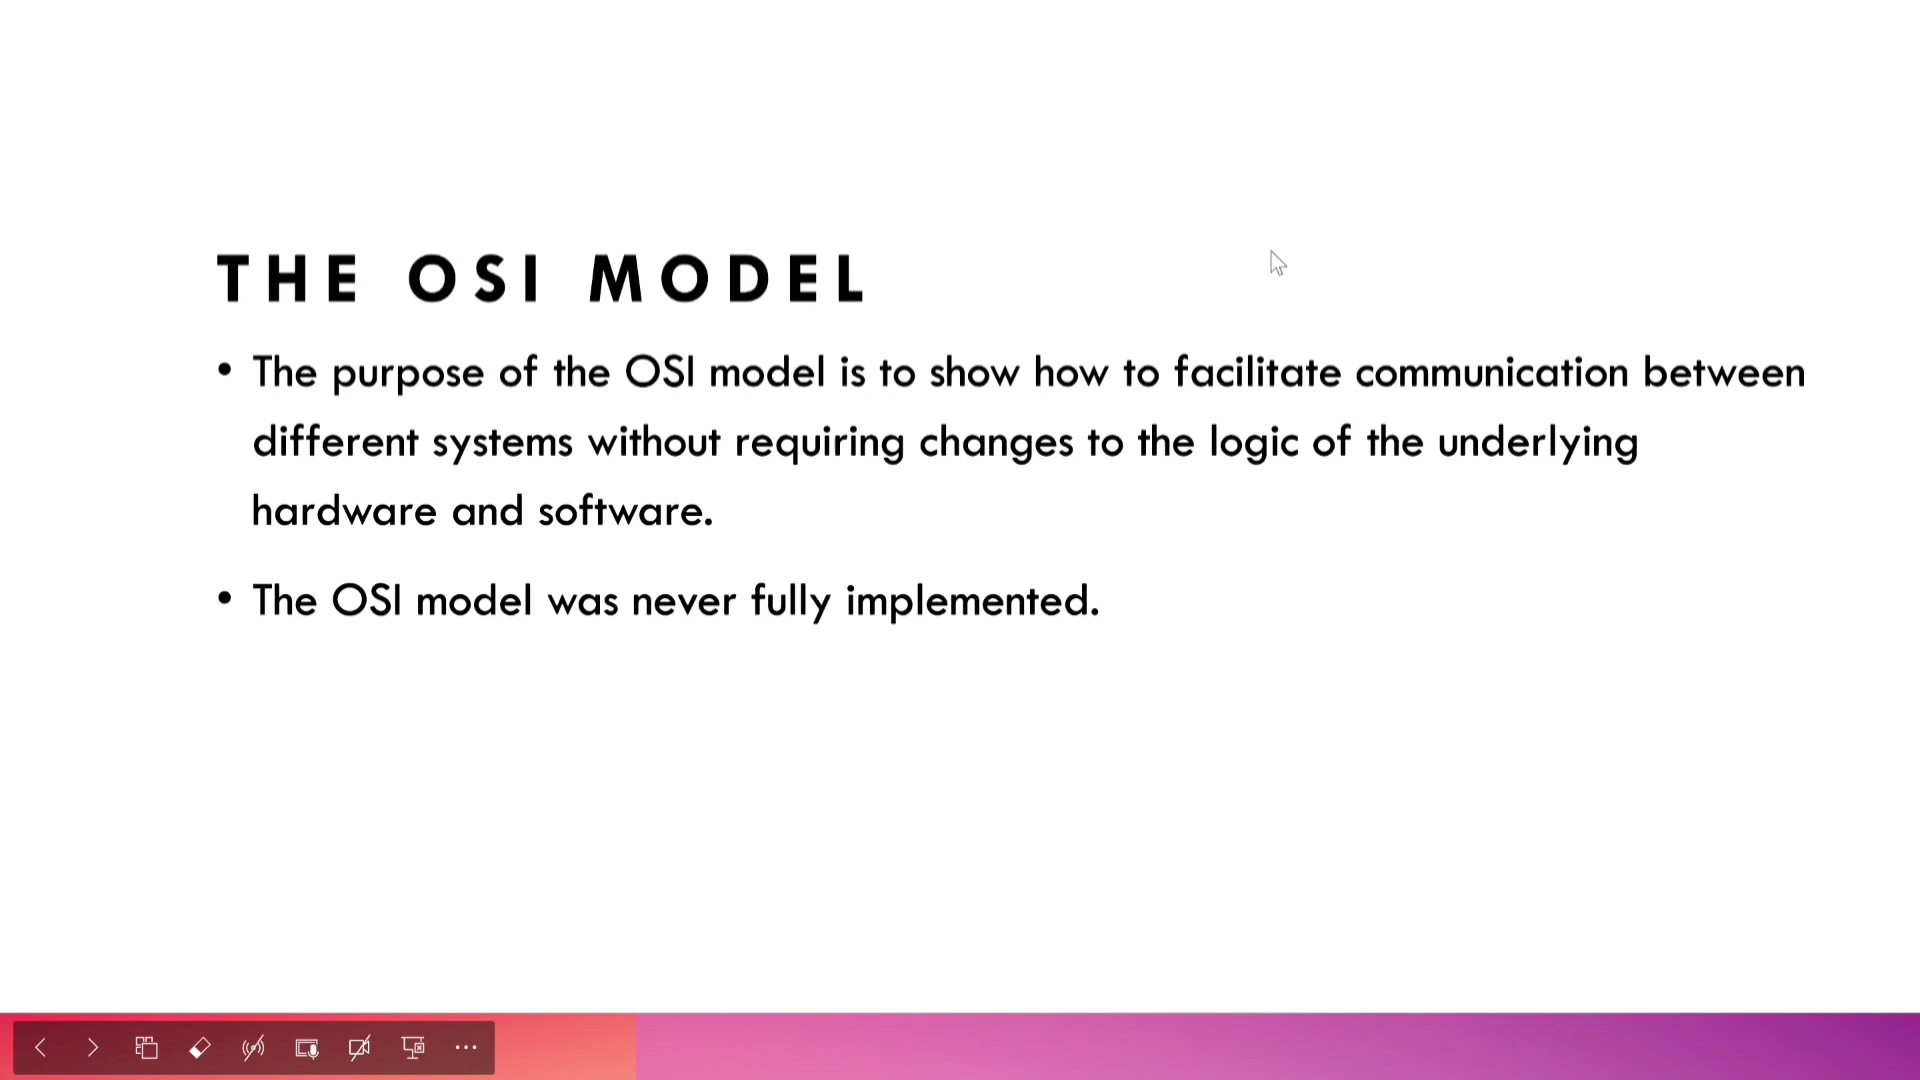 THE OSI MODEL
• The purpose of the OSI model is to show how to facilitate communication between
different systems without requiring changes to the logic of the underlying
hardware and software.
• The OSI model was never fully implemented.